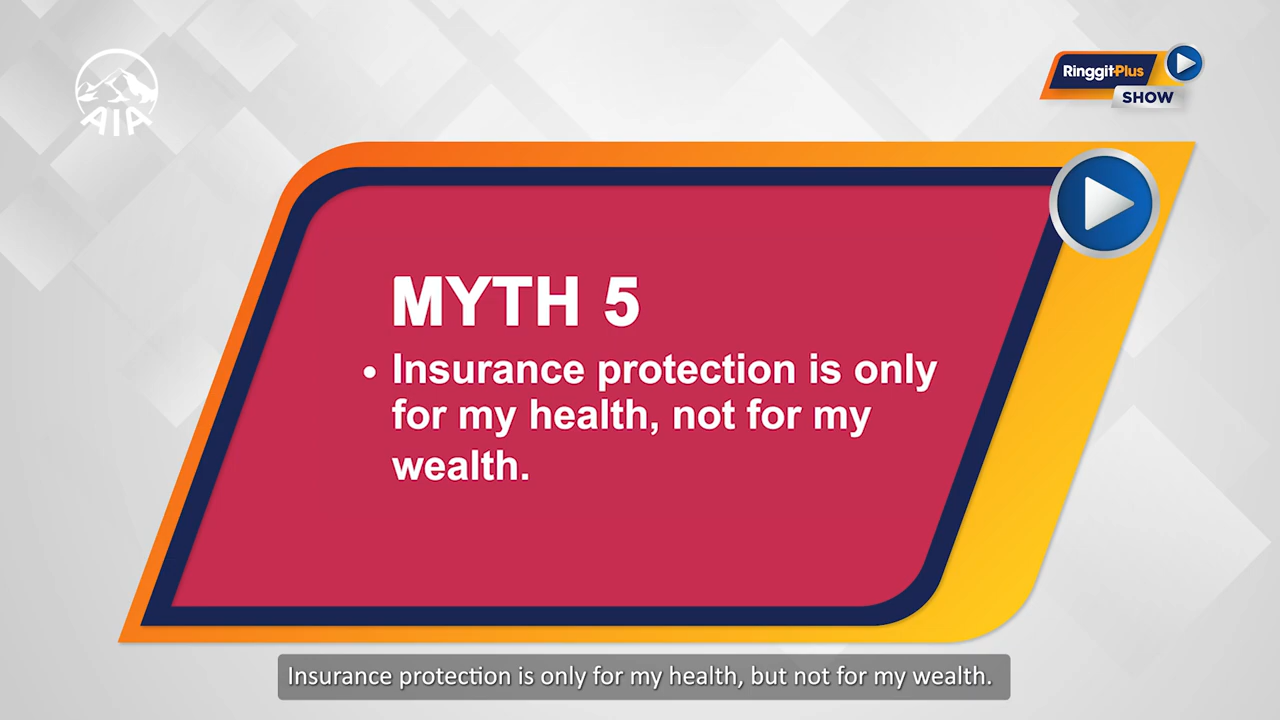 AIA
RinggitPlus
SHOW
MYTH 5
• Insurance protection is only
for my health, not for my
wealth.
Insurance protection is only for my health, but not for my wealth.